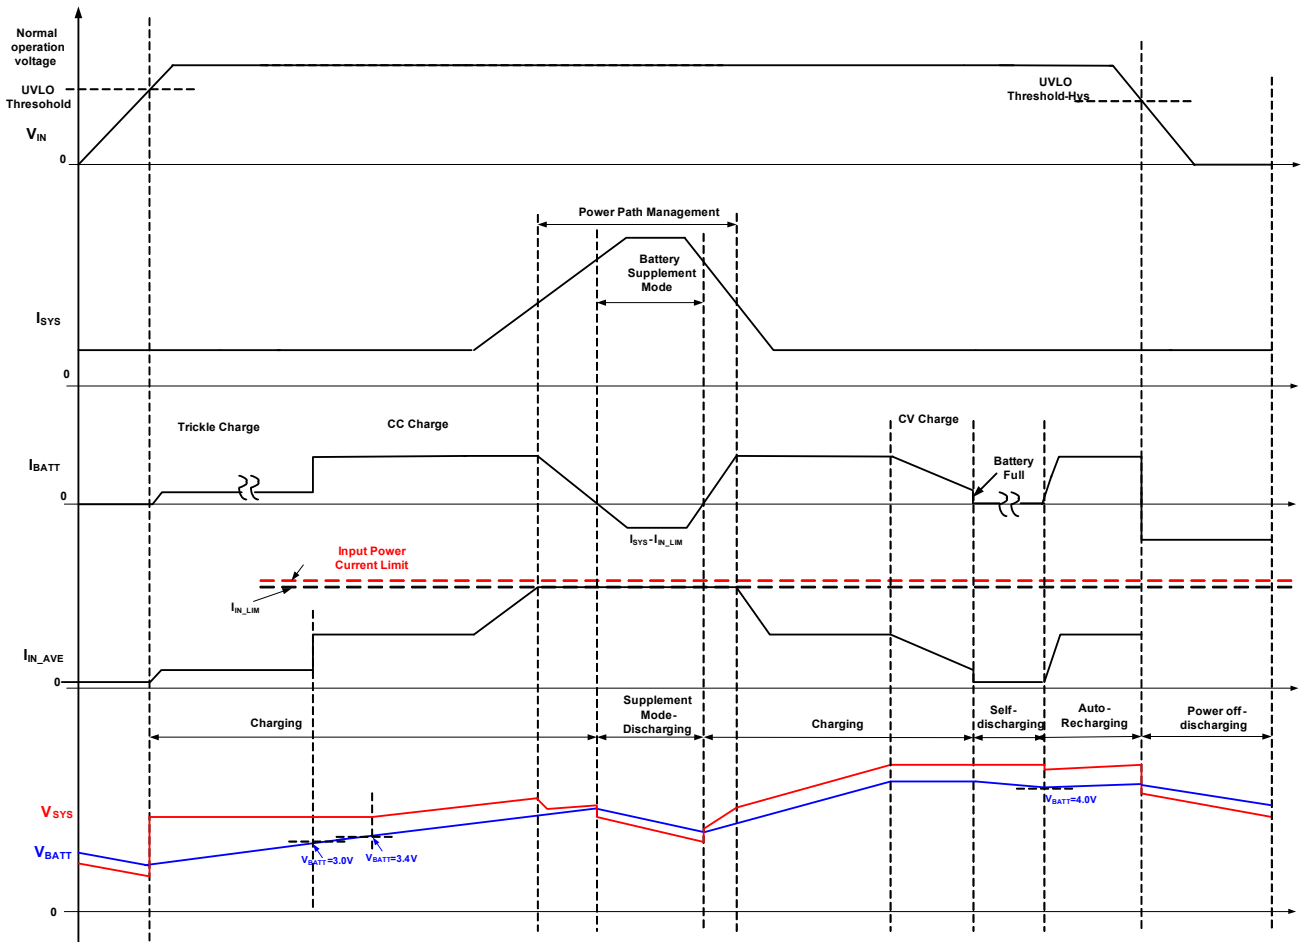 Normal
operation
voltage
UVLO
Thresohold
UVLO
Threshold-Hys
VIN
0
Power Path Management
Battery
Supplement
Mode
ISYS
0
Trickle Charge
CC Charge
CV Charge
IBATT
Battery
Full
0
ISYS-IIN_LIM
Input Power
Current Limit
IIN_LIM
IIN_AVE
0
Charging
Supplement
Mode-
Discharging
Charging
Self-
discharging
Auto-
Recharging
Power off-
discharging
VSYS
VBATT=4.0V
VBATT
VBATT=3.0V
VBATT=3.4V
0